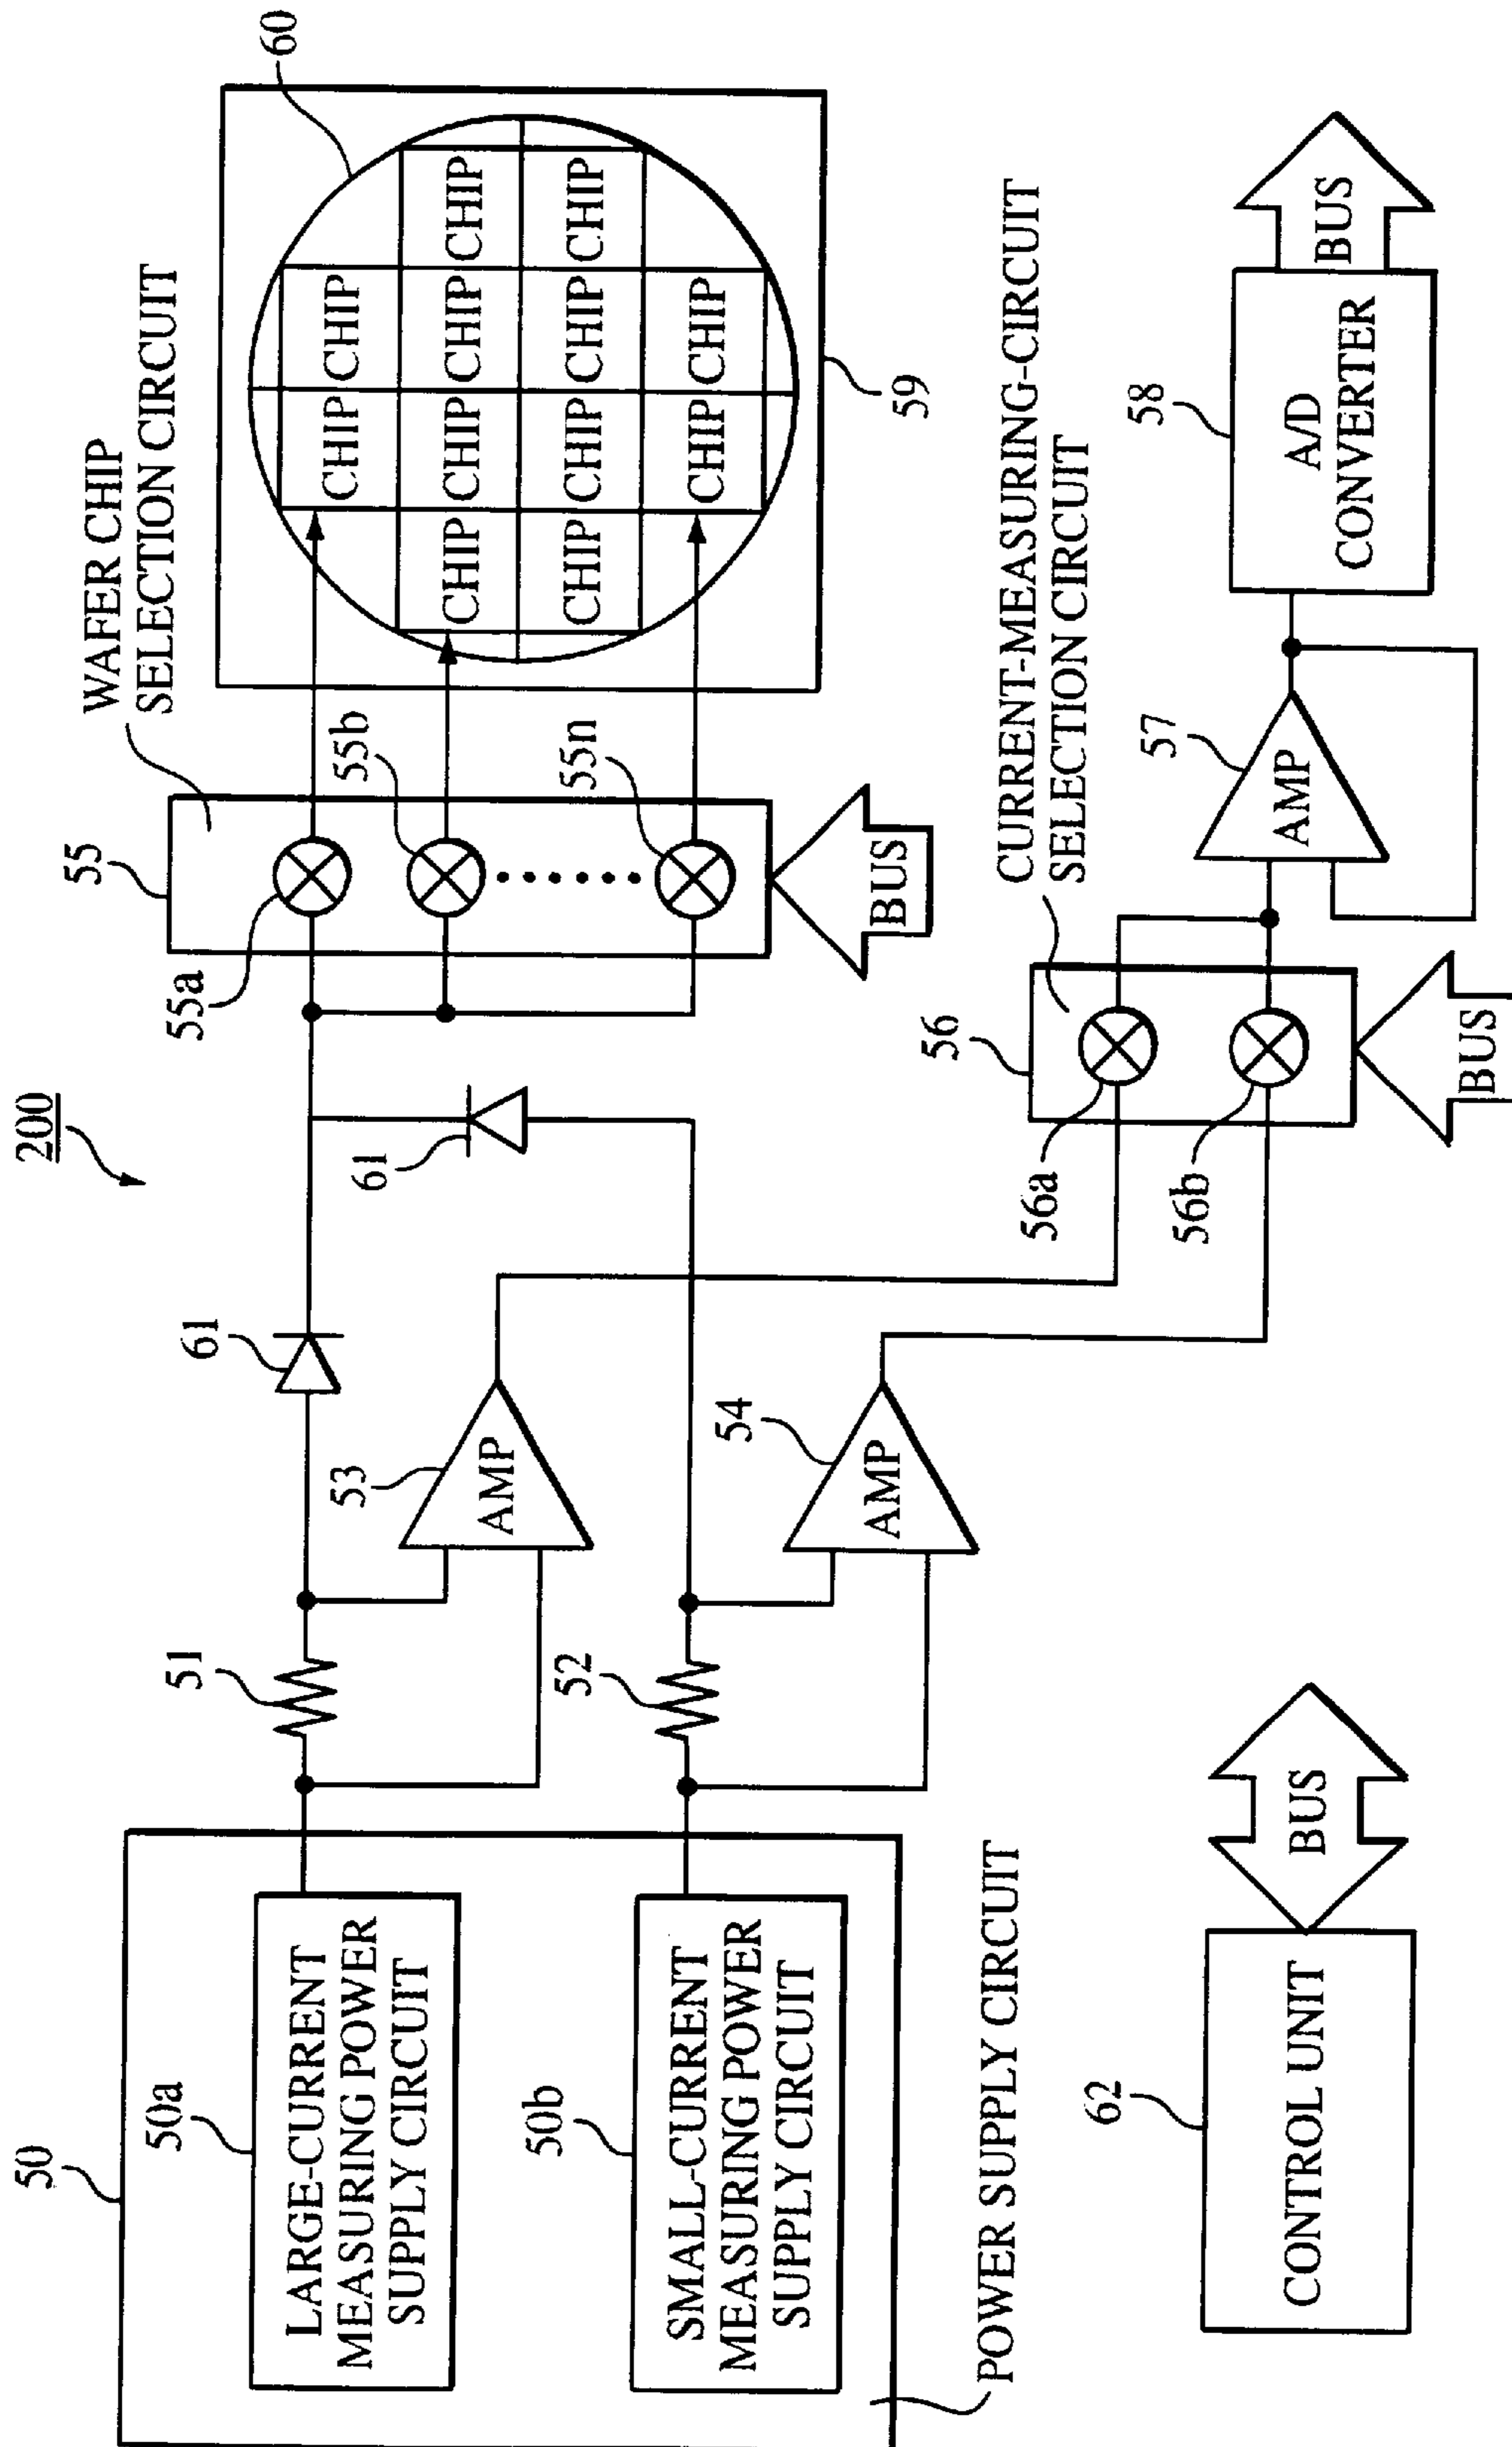 200
50
50a
LARGE-CURRENT
MEASURING POWER
SUPPLY CIRCUIT
50b
SMALL-CURRENT
MEASURING POWER
SUPPLY CIRCUIT
POWER SUPPLY CIRCUIT
51
52
53
AMP
54
AMP
61
61
55
55a
55b
55n
WAFER CHIP
SELECTION CIRCUIT
BUS
60
CHIP CHIP
CHIP CHIP CHIP CHIP
CHIP CHIP CHIP CHIP
CHIP CHIP
59
56
56a
56b
CURRENT-MEASURING-CIRCUIT
SELECTION CIRCUIT
BUS
57
AMP
58
A/D
CONVERTER
BUS
62
CONTROL UNIT
BUS